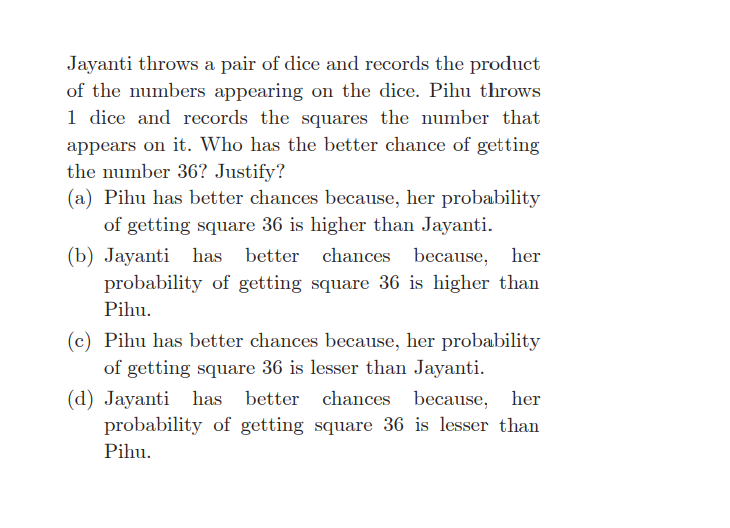 Jayanti throws a pair of dice and records the product
of the numbers appearing on the dice. Pihu throws
1 dice and records the squares the number that
appears on it. Who has the better chance of getting
the number 36? Justify?
(a) Pihu has better chances because, her probability
of getting square 36 is higher than Jayanti.
(b) Jayanti has better chances because, her
probability of getting square 36 is higher than
Pihu.
(c) Pihu has better chances because, her probability
of getting square 36 is lesser than Jayanti.
(d) Jayanti has better chances because, her
probability of getting square 36 is lesser than
Pihu.